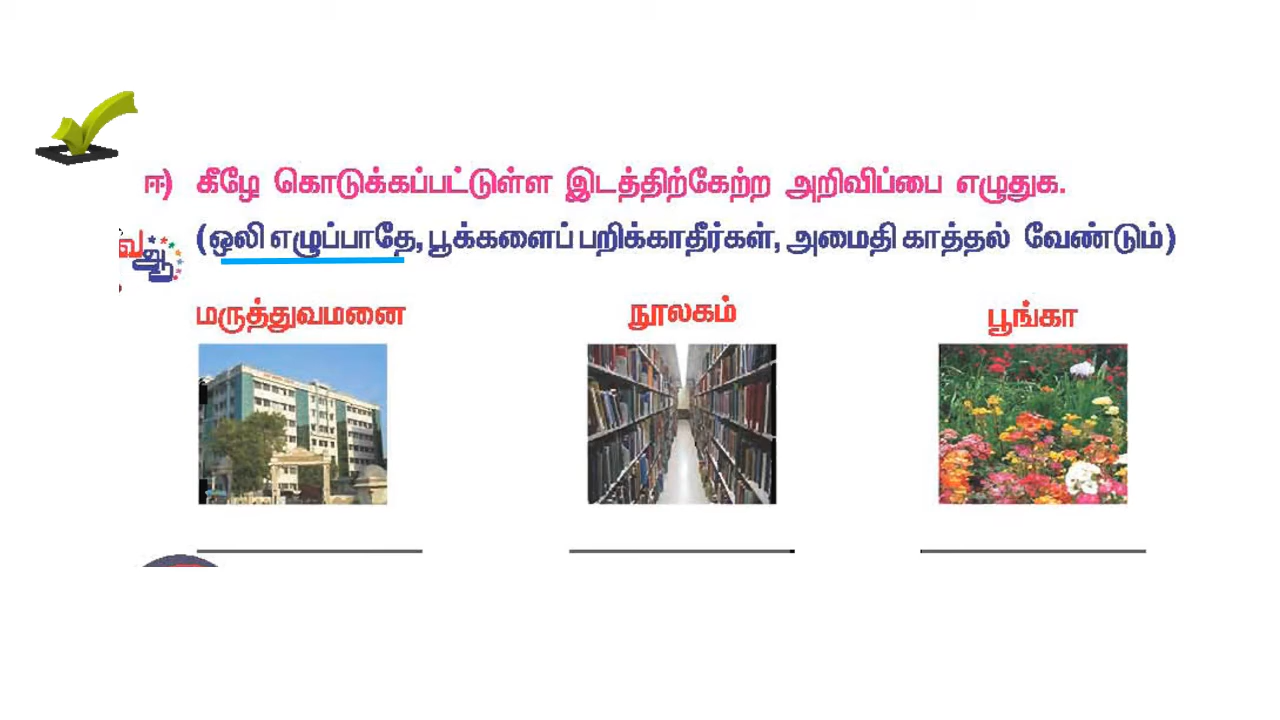 ஈ) கீழே கொடுக்கப்பட்டுள்ள இடத்திற்கேற்ற அறிவிப்பை எழுதுக.
(ஒலி எழுப்பாதே, பூக்களைப் பறிக்காதீர்கள், அமைதி காத்தல் வேண்டும்)
மருத்துவமனை நூலகம் பூங்கா